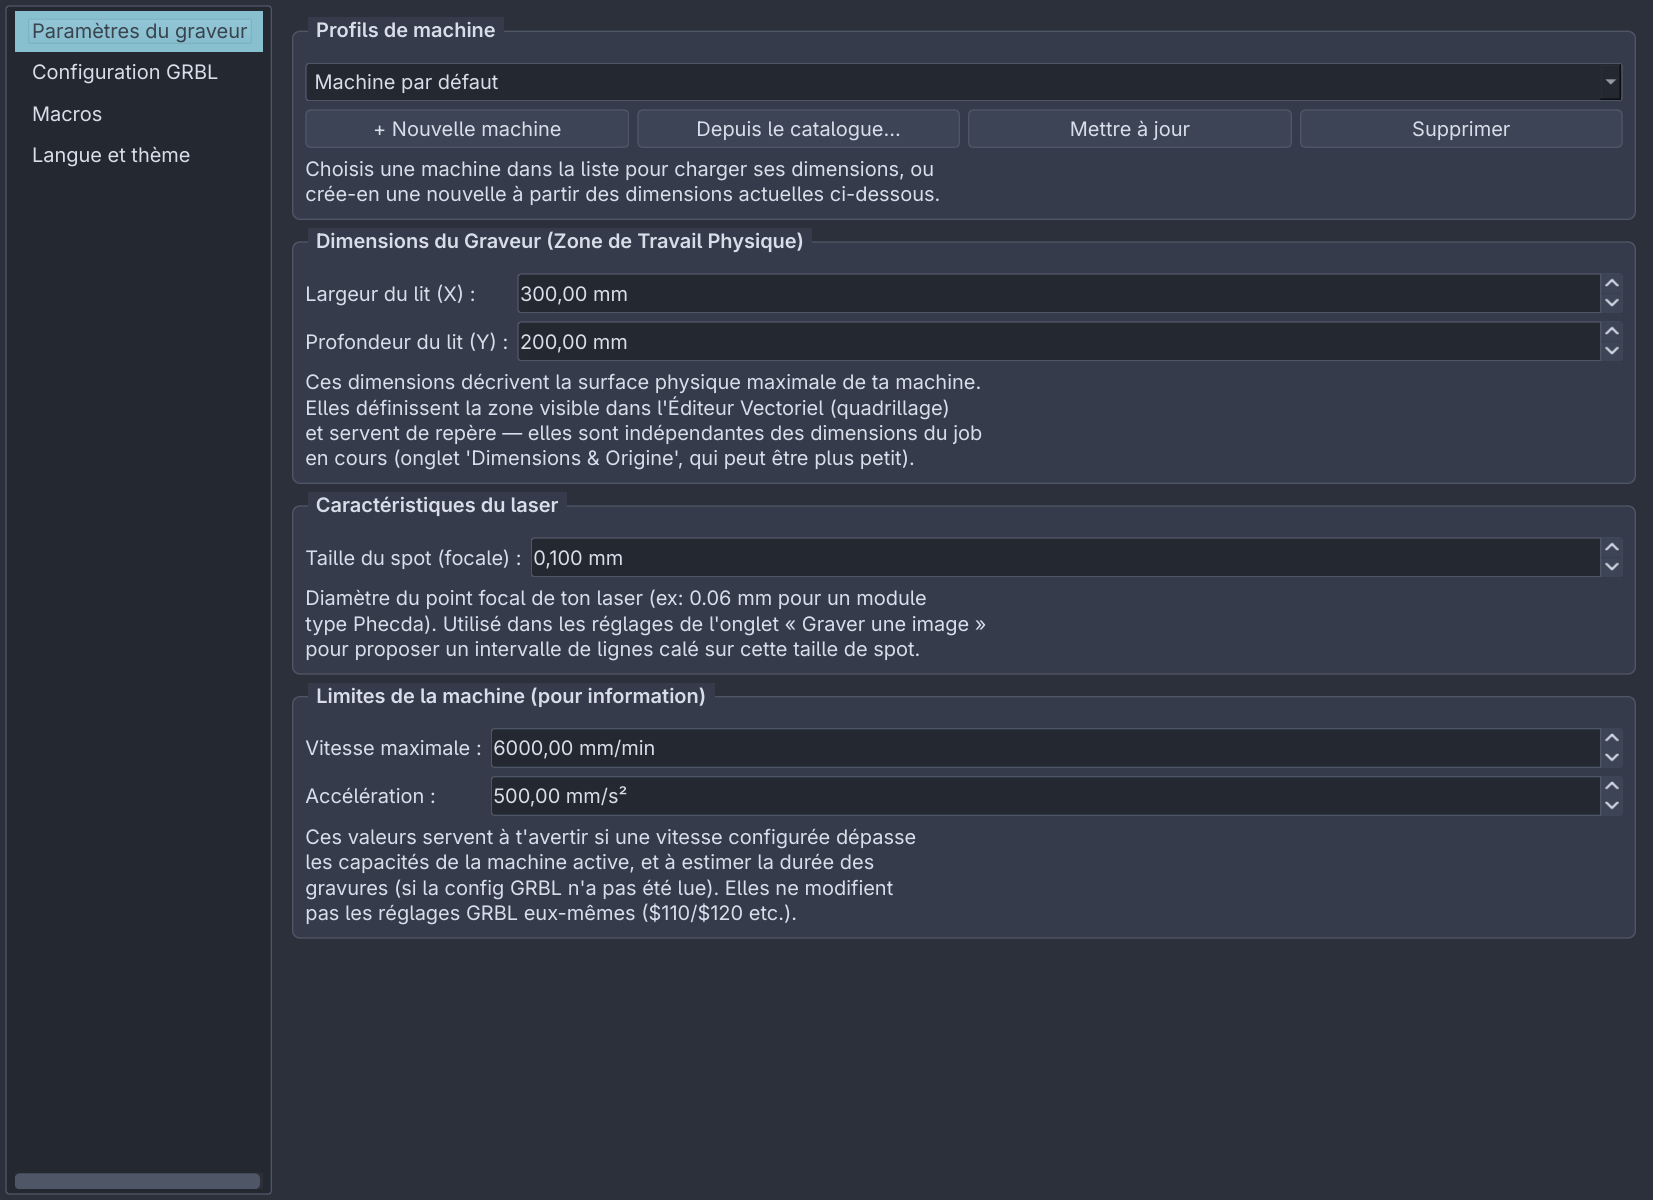 Paramètres du graveur
Configuration GRBL
Macros
Langue et thème
Profils de machine
Machine par défaut
+ Nouvelle machine
Depuis le catalogue...
Mettre à jour
Supprimer
Choisis une machine dans la liste pour charger ses dimensions, ou
crée-en une nouvelle à partir des dimensions actuelles ci-dessous.
Dimensions du Graveur (Zone de Travail Physique)
Largeur du lit (X) : 300,00 mm
Profondeur du lit (Y) : 200,00 mm
Ces dimensions décrivent la surface physique maximale de ta machine.
Elles définissent la zone visible dans l'Éditeur Vectoriel (quadrillage)
et servent de repère — elles sont indépendantes des dimensions du job
en cours (onglet 'Dimensions & Origine', qui peut être plus petit).
Caractéristiques du laser
Taille du spot (focale) : 0,100 mm
Diamètre du point focal de ton laser (ex: 0.06 mm pour un module
type Phecda). Utilisé dans les réglages de l'onglet « Graver une image »
pour proposer un intervalle de lignes calé sur cette taille de spot.
Limites de la machine (pour information)
Vitesse maximale : 6000,00 mm/min
Accélération : 500,00 mm/s²
Ces valeurs servent à t'avertir si une vitesse configurée dépasse
les capacités de la machine active, et à estimer la durée des
gravures (si la config GRBL n'a pas été lue). Elles ne modifient
pas les réglages GRBL eux-mêmes ($110/$120 etc.).